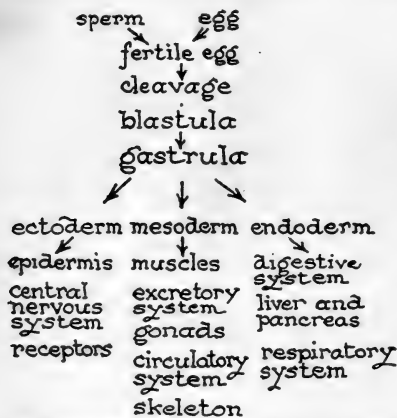 sperm egg
fertile egg
cleavage
blastula
gastrula
ectoderm mesoderm endoderm
epidermis
central
nervous
system
receptors
muscles
excretory
system
gonads
circulatory
system
skeleton
digestive
system
liver and
pancreas
respiratory
system